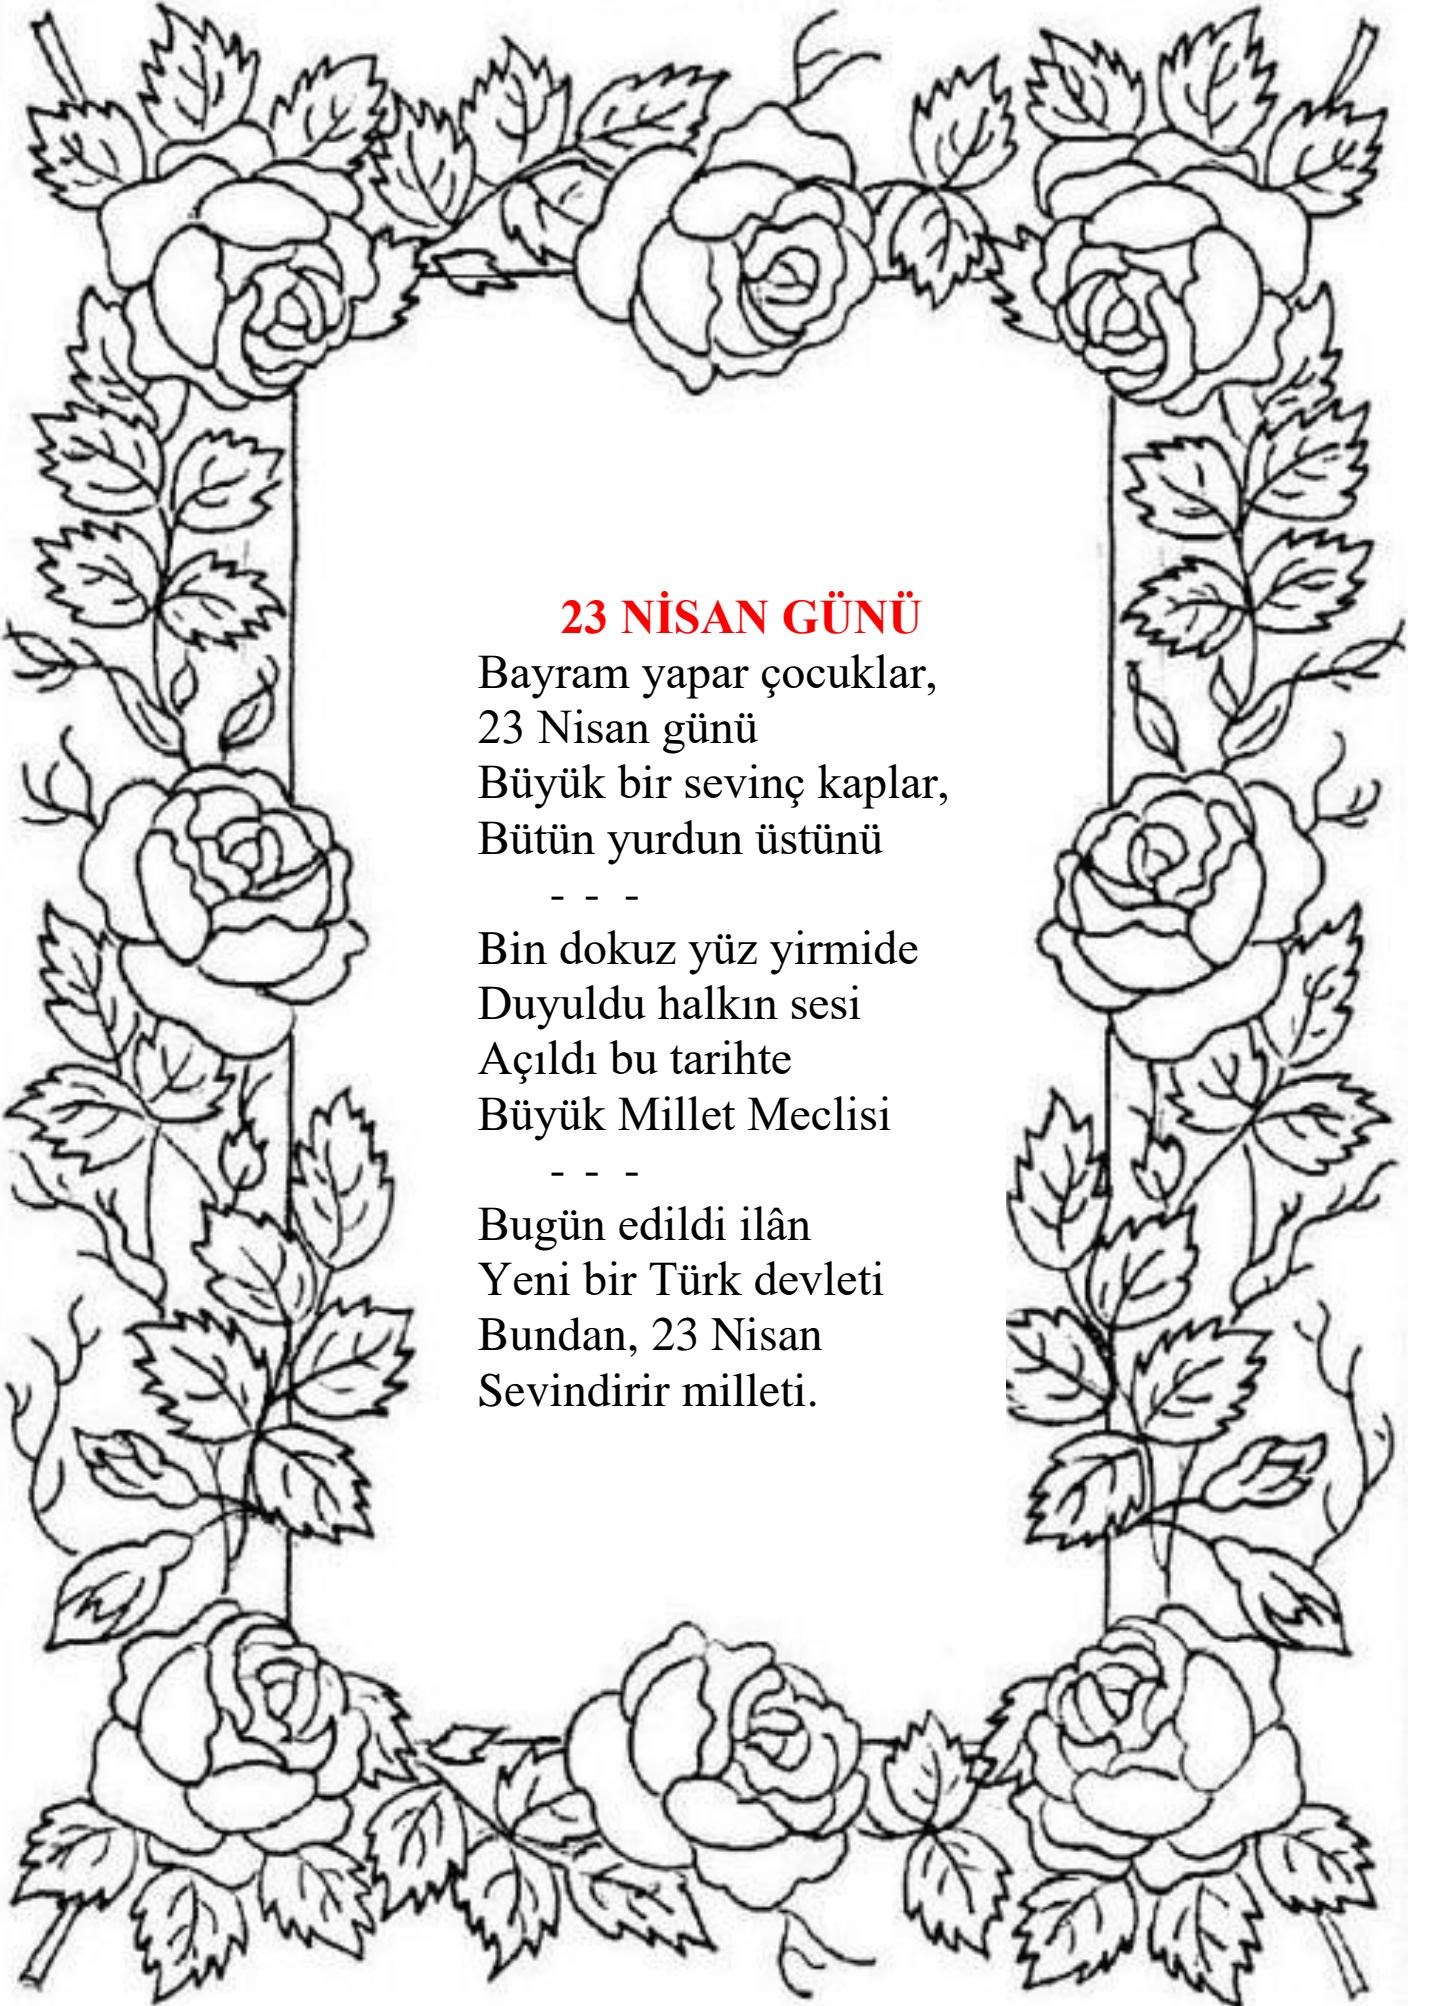 23 NİSAN GÜNÜ
Bayram yapar çocuklar,
23 Nisan günü
Büyük bir sevinç kaplar,
Bütün yurdun üstünü
- - -
Bin dokuz yüz yirmide
Duyuldu halkın sesi
Açıldı bu tarihte
Büyük Millet Meclisi
- - -
Bugün edildi ilân
Yeni bir Türk devleti
Bundan, 23 Nisan
Sevindirir milleti.